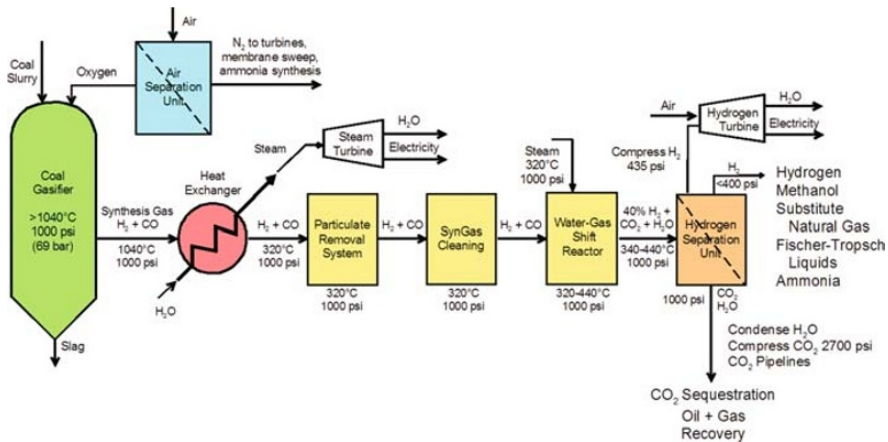 Air
Coal
Slurry
Oxygen
Air
Separation
Unit
N₂ to turbines,
membrane sweep,
ammonia synthesis
Coal
Gasifier
>1040°C
1000 psi
(69 bar)
Slag
Synthesis Gas
H₂ + CO
1040°C
1000 psi
Heat
Exchanger
Steam
H₂O
Steam
Turbine
H₂O
Electricity
H₂ + CO
320°C
1000 psi
Particulate
Removal
System
320°C
1000 psi
H₂ + CO
SynGas
Cleaning
320°C
1000 psi
H₂ + CO
Steam
320°C
1000 psi
Water-Gas
Shift
Reactor
320-440°C
1000 psi
40% H₂ +
CO₂ + H₂O
340-440°C
1000 psi
Air
Hydrogen
Turbine
H₂O
Electricity
Compress H₂
435 psi
Hydrogen
Separation
Unit
H₂
<400 psi
Hydrogen
Methanol
Substitute
Natural Gas
Fischer-Tropsch
Liquids
Ammonia
1000 psi
CO₂
H₂O
Condense H₂O
Compress CO₂ 2700 psi
CO₂ Pipelines
CO₂ Sequestration
Oil + Gas
Recovery